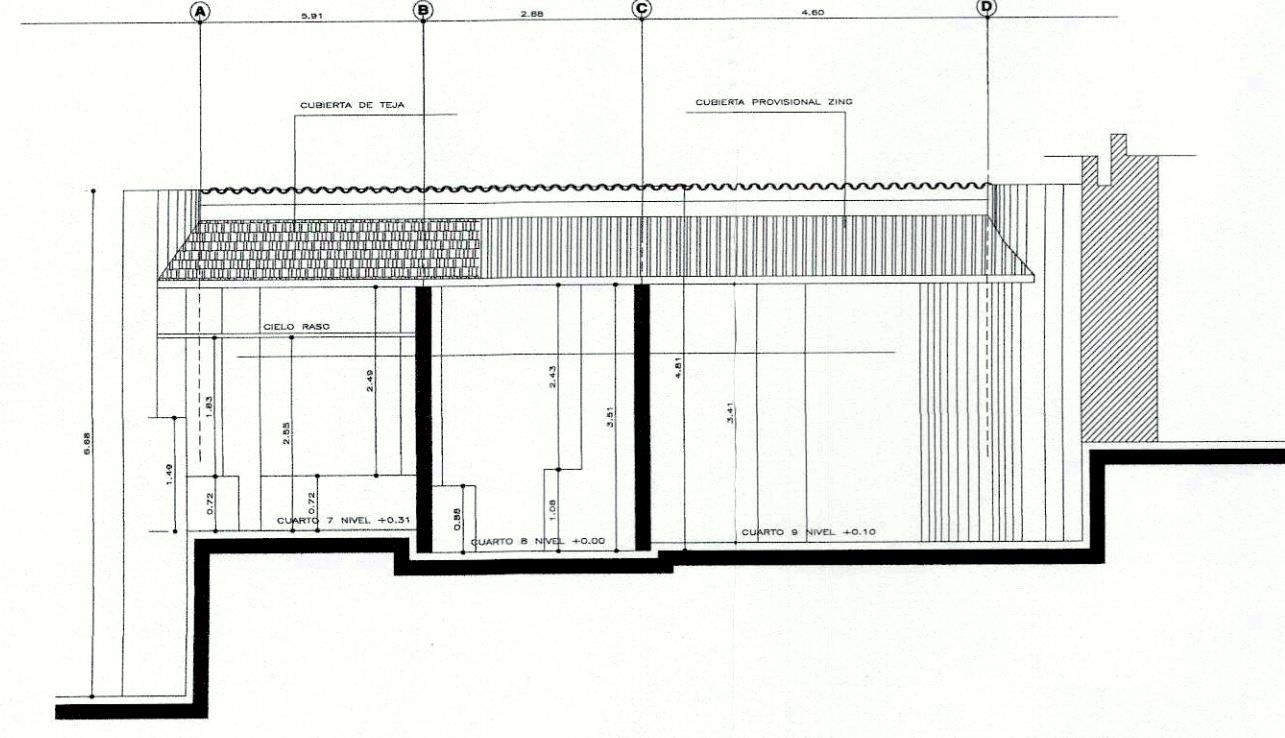 A
B
C
D
5.91
2.88
4.60
CUBIERTA DE TEJA
CUBIERTA PROVISIONAL ZING
CIELO RASO
6.68
1.49
1.83
0.72
2.55
0.72
2.49
2.43
3.51
4.81
3.41
0.88
1.08
CUARTO 7 NIVEL +0.31
CUARTO 8 NIVEL +0.00
CUARTO 9 NIVEL +0.10